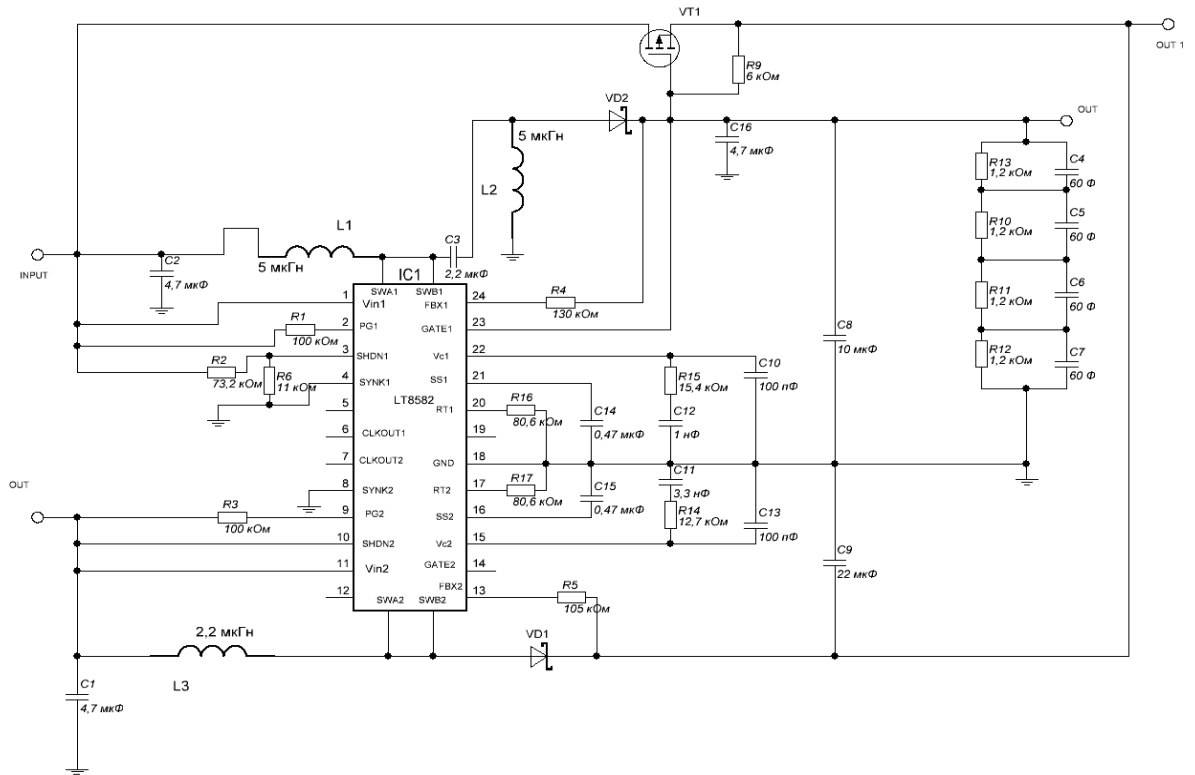 VT1
OUT 1
R9
6 кОм
VD2
OUT
5 мкГн
C16
4,7 мкФ
L2
R13
1,2 кОм
C4
60 Ф
R10
1,2 кОм
C5
60 Ф
R11
1,2 кОм
C6
60 Ф
R12
1,2 кОм
C7
60 Ф
L1
INPUT
C2
4,7 мкФ
5 мкГн
C3
2,2 мкФ
IC1
SWA1
SWB1
1
Vin1
FBX1
24
R4
130 кОм
R1
100 кОм
2
PG1
GATE1
23
C8
10 мкФ
R2
73,2 кОм
R6
11 кОм
3
SHDN1
Vc1
22
4
SYNK1
SS1
21
R15
15,4 кОм
C10
100 пФ
LT8582
5
RT1
20
R16
80,6 кОм
C14
0,47 мкФ
C12
1 нФ
6
CLKOUT1
19
7
CLKOUT2
GND
18
8
SYNK2
RT2
17
R17
80,6 кОм
C15
0,47 мкФ
C11
3,3 нФ
R14
12,7 кОм
C13
100 пФ
OUT
R3
100 кОм
9
PG2
SS2
16
10
SHDN2
Vc2
15
C9
22 мкФ
11
Vin2
GATE2
14
12
FBX2
13
R5
105 кОм
SWA2
SWB2
2,2 мкГн
L3
VD1
C1
4,7 мкФ